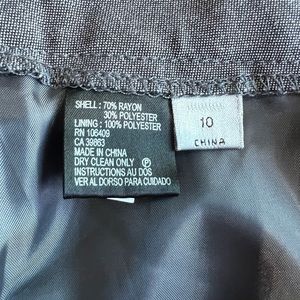 SHELL : 70% RAYON
30% POLYESTER
LINING : 100% POLYESTER
RN 106409
CA 39863
MADE IN CHINA
DRY CLEAN ONLY Ⓟ
INSTRUCTIONS AU DOS
VER AL DORSO PARA CUIDADO
10
CHINA